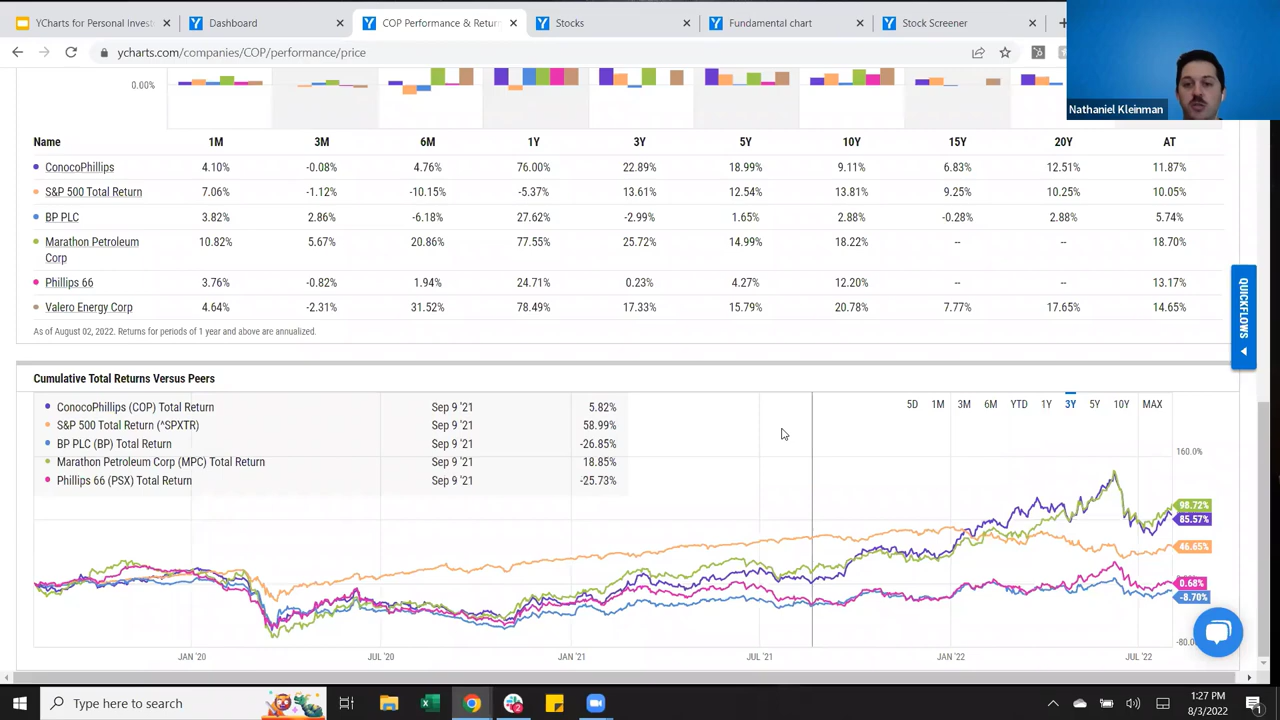 YCharts for Personal Invest
Dashboard
COP Performance & Return
Stocks
Fundamental chart
Stock Screener
ycharts.com/companies/COP/performance/price
Nathaniel Kleinman
0.00%
Name 1M 3M 6M 1Y 3Y 5Y 10Y 15Y 20Y AT
ConocoPhillips 4.10% -0.08% 4.76% 76.00% 22.89% 18.99% 9.11% 6.83% 12.51% 11.87%
S&P 500 Total Return 7.06% -1.12% -10.15% -5.37% 13.61% 12.54% 13.81% 9.25% 10.25% 10.05%
BP PLC 3.82% 2.86% -6.18% 27.62% -2.99% 1.65% 2.88% -0.28% 2.88% 5.74%
Marathon Petroleum 10.82% 5.67% 20.86% 77.55% 25.72% 14.99% 18.22% -- -- 18.70%
Corp
Phillips 66 3.76% -0.82% 1.94% 24.71% 0.23% 4.27% 12.20% -- -- 13.17%
Valero Energy Corp 4.64% -2.31% 31.52% 78.49% 17.33% 15.79% 20.78% 7.77% 17.65% 14.65%
As of August 02, 2022. Returns for periods of 1 year and above are annualized.
QUICKFLOWS
Cumulative Total Returns Versus Peers
ConocoPhillips (COP) Total Return Sep 9 '21 5.82%
S&P 500 Total Return (^SPXTR) Sep 9 '21 58.99%
BP PLC (BP) Total Return Sep 9 '21 -26.85%
Marathon Petroleum Corp (MPC) Total Return Sep 9 '21 18.85%
Phillips 66 (PSX) Total Return Sep 9 '21 -25.73%
5D 1M 3M 6M YTD 1Y 3Y 5Y 10Y MAX
160.0%
98.72%
85.57%
46.65%
0.68%
-8.70%
-80.
JAN '20 JUL '20 JAN '21 JUL '21 JAN '22 JUL '22
Type here to search
1:27 PM
8/3/2022